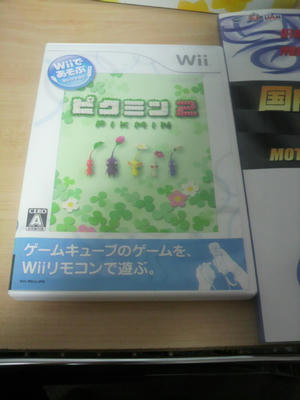 Wiiで
あそぶ
Wii
ピクミン2
PIKMIN
CERO
A
ゲームキューブのゲームを、
Wiiリモコンで遊ぶ。
国
MOT